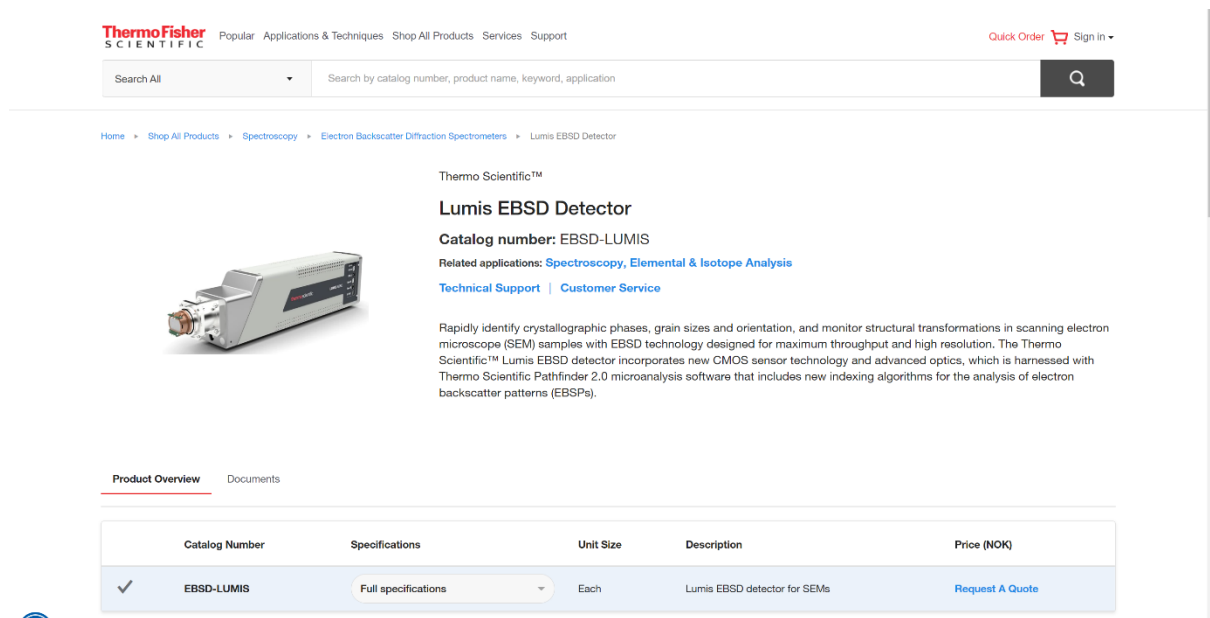 ThermoFisher
SCIENTIFIC
Popular Applications & Techniques Shop All Products Services Support
Quick Order Sign in
Search All
Search by catalog number, product name, keyword, application
Home ▸ Shop All Products ▸ Spectroscopy ▸ Electron Backscatter Diffraction Spectrometers ▸ Lumis EBSD Detector
Thermo Scientific™
Lumis EBSD Detector
Catalog number: EBSD-LUMIS
Related applications: Spectroscopy, Elemental & Isotope Analysis
Technical Support | Customer Service
Rapidly identify crystallographic phases, grain sizes and orientation, and monitor structural transformations in scanning electron
microscope (SEM) samples with EBSD technology designed for maximum throughput and high resolution. The Thermo
Scientific™ Lumis EBSD detector incorporates new CMOS sensor technology and advanced optics, which is harnessed with
Thermo Scientific Pathfinder 2.0 microanalysis software that includes new indexing algorithms for the analysis of electron
backscatter patterns (EBSPs).
Product Overview Documents
Catalog Number Specifications Unit Size Description Price (NOK)
EBSD-LUMIS Full specifications Each Lumis EBSD detector for SEMs Request A Quote